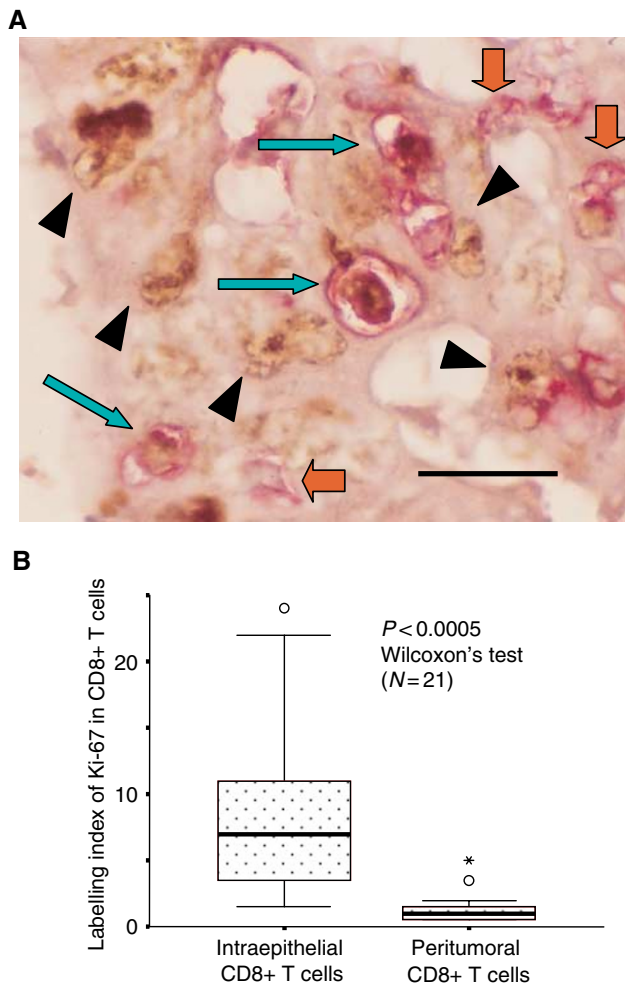 A
B
Labelling index of Ki-67 in CD8+ T cells
20
10
0
P<0.0005
Wilcoxon's test
(N=21)
*
Intraepithelial
CD8+ T cells
Peritumoral
CD8+ T cells